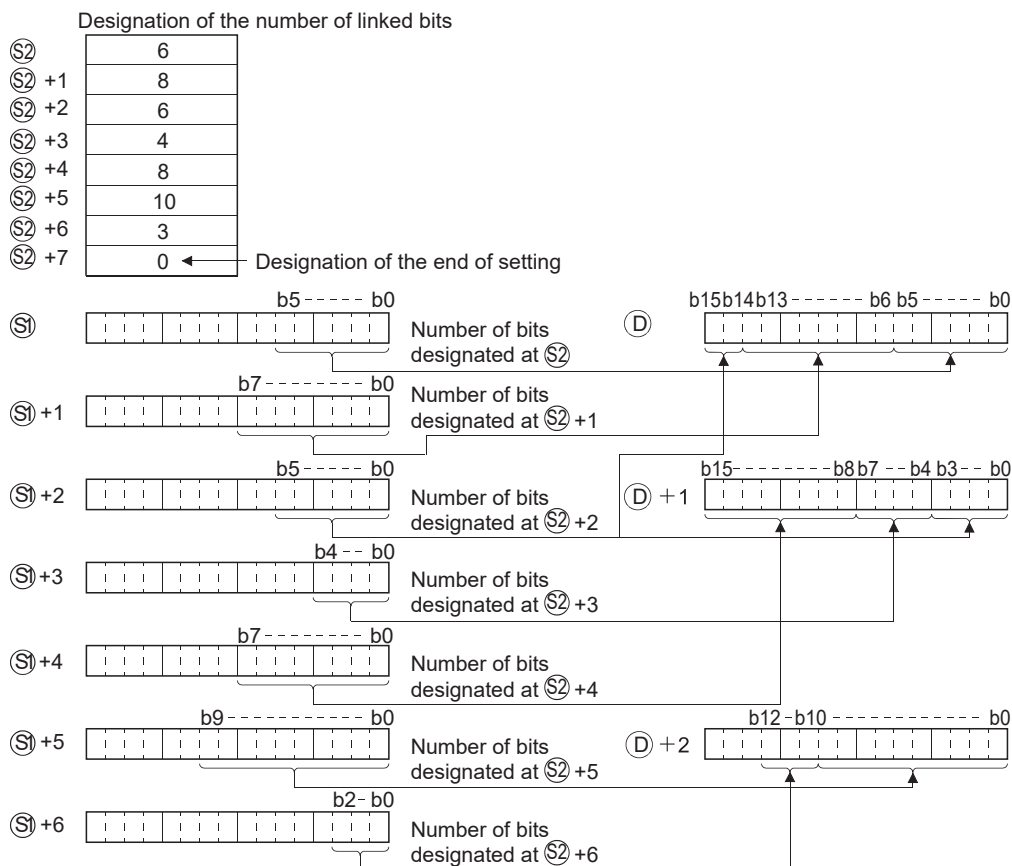 Designation of the number of linked bits
S2 6
S2 +1 8
S2 +2 6
S2 +3 4
S2 +4 8
S2 +5 10
S2 +6 3
S2 +7 0 Designation of the end of setting
b5 - - - - - b0 b15b14b13 - - - - - - - - b6 b5 - - - - - - b0
S1 Number of bits D
designated at S2
b7 - - - - - - - - - b0
S1 +1 Number of bits
designated at S2 +1
b5 - - - - - b0 b15 - - - - - - - - - - b8 b7 - - b4 b3 - - b0
S1 +2 Number of bits D +1
designated at S2 +2
b4 - - b0
S1 +3 Number of bits
designated at S2 +3
b7 - - - - - - - - - b0
S1 +4 Number of bits
designated at S2 +4
b9 - - - - - - - - - - - - b0 b12 - b10 - - - - - - - - - - - - b0
S1 +5 Number of bits D +2
designated at S2 +5
b2 - b0
S1 +6 Number of bits
designated at S2 +6